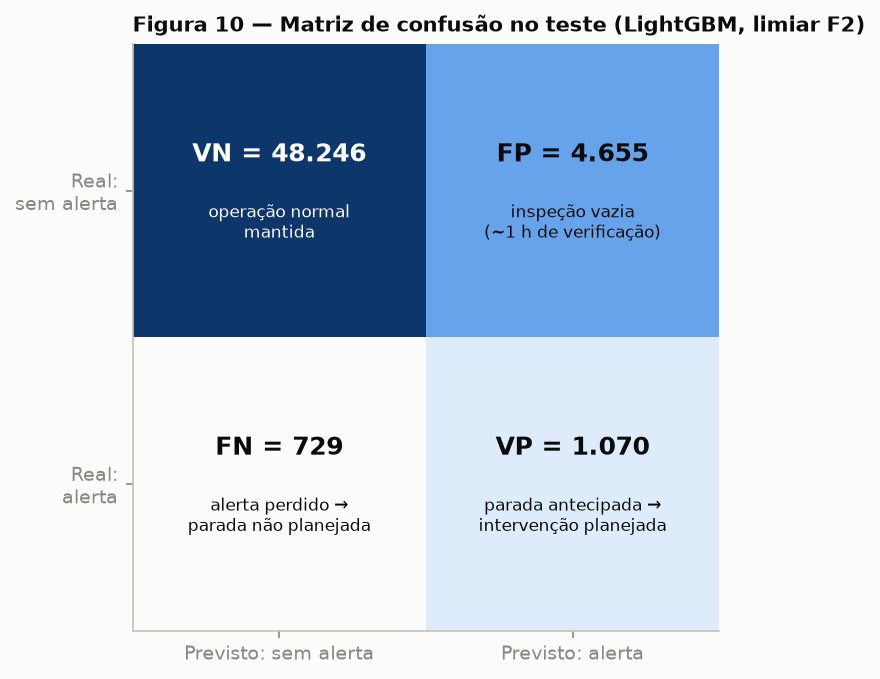 Figura 10 — Matriz de confusão no teste (LightGBM, limiar F2)
Real:
sem alerta
VN = 48.246
operação normal
mantida
FP = 4.655
inspeção vazia
(~1 h de verificação)
Real:
alerta
FN = 729
alerta perdido →
parada não planejada
VP = 1.070
parada antecipada →
intervenção planejada
Previsto: sem alerta
Previsto: alerta